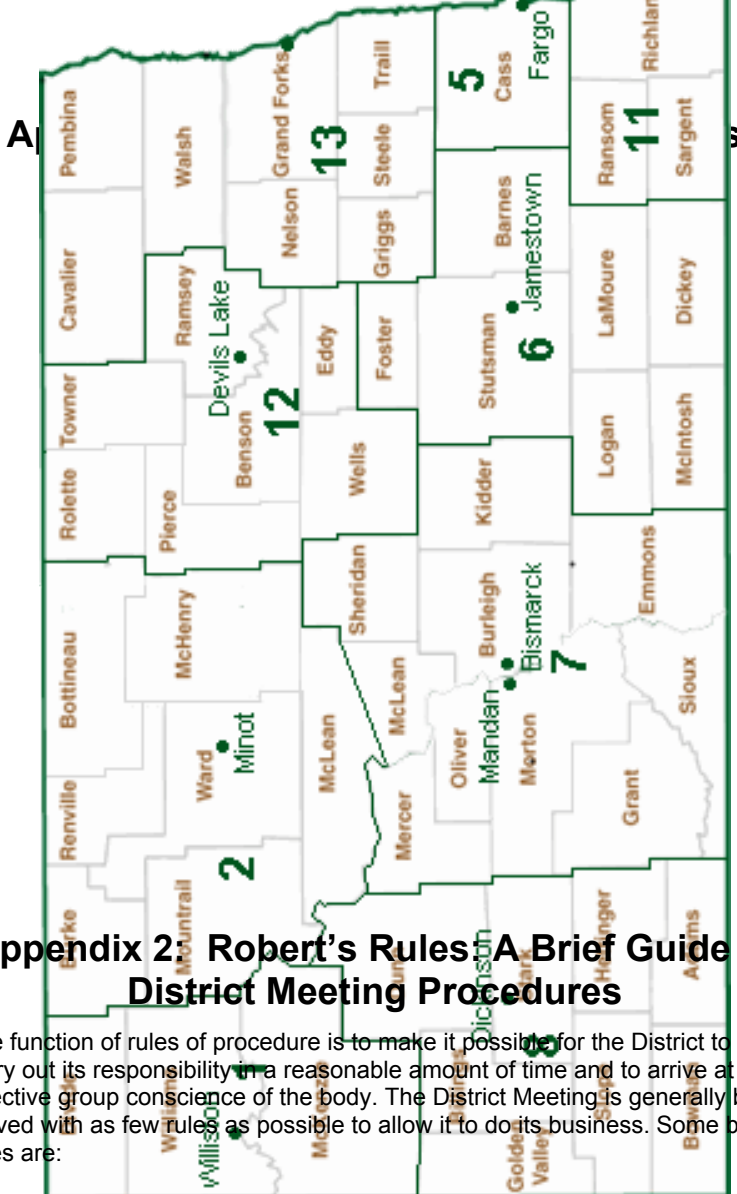 Pembina
Walsh
Grand Forks
13
Traill
Steele
5
Cass
Fargo
Richlan
Ransom
11
Sargent
Cavalier
Ramsey
Devils Lake
Nelson
Griggs
Barnes
Jamestown
LaMoure
Dickey
Towner
Benson
12
Eddy
Foster
Stutsman
6
Logan
McIntosh
Rolette
Pierce
Wells
Kidder
Bottineau
McHenry
Sheridan
Burleigh
Bismarck
7
Emmons
Renville
Ward
Minot
McLean
McLean
Oliver
Mandan
Morton
Sioux
Mercer
Grant
2
Mountrail
Dickinson
8
1
Williston
Bowman
Golden
Valley
ppendix 2: Robert's Rules: A Brief Guide
District Meeting Procedures
e function of rules of procedure is to make it possible for the District to
ry out its responsibility in a reasonable amount of time and to arrive at
ective group conscience of the body. The District Meeting is generally b
ved with as few rules as possible to allow it to do its business. Some b
es are: